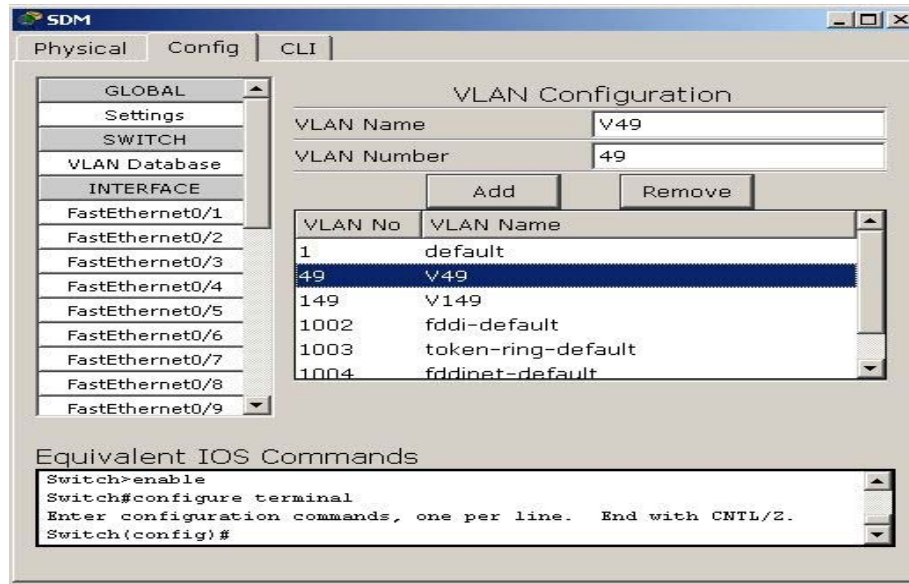 SDM
Physical Config CLI
GLOBAL
Settings
SWITCH
VLAN Database
INTERFACE
FastEthernet0/1
FastEthernet0/2
FastEthernet0/3
FastEthernet0/4
FastEthernet0/5
FastEthernet0/6
FastEthernet0/7
FastEthernet0/8
FastEthernet0/9
VLAN Configuration
VLAN Name V49
VLAN Number 49
Add Remove
VLAN No VLAN Name
1 default
49 V49
149 V149
1002 fddi-default
1003 token-ring-default
1004 fddinet-default
Equivalent IOS Commands
Switch>enable
Switch#configure terminal
Enter configuration commands, one per line. End with CNTL/Z.
Switch(config)#